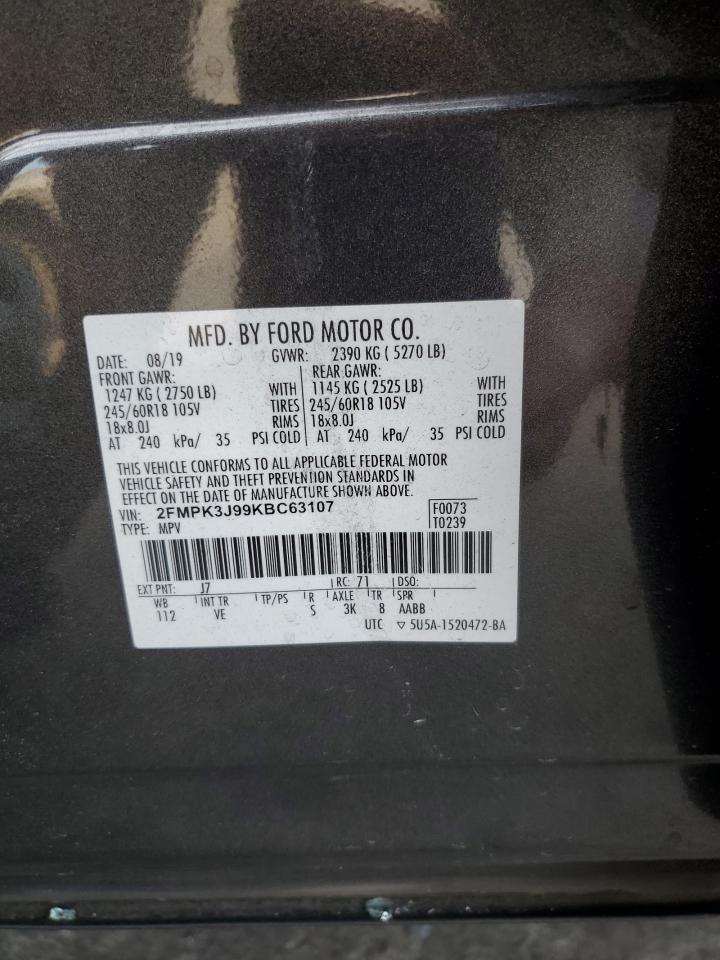 MFD. BY FORD MOTOR CO.
DATE: 08/19 GVWR: 2390 KG ( 5270 LB)
FRONT GAWR: REAR GAWR:
1247 KG ( 2750 LB) WITH 1145 KG ( 2525 LB) WITH
245/60R18 105V TIRES 245/60R18 105V TIRES
18x8.0J RIMS 18x8.0J RIMS
AT 240 kPa/ 35 PSI COLD AT 240 kPa/ 35 PSI COLD
THIS VEHICLE CONFORMS TO ALL APPLICABLE FEDERAL MOTOR
VEHICLE SAFETY AND THEFT PREVENTION STANDARDS IN
EFFECT ON THE DATE OF MANUFACTURE SHOWN ABOVE.
VIN: 2FMPK3J99KBC63107 F0073
TYPE: MPV T0239
EXT PNT: J7 RC: 71 DSO:
WB INT TR TP/PS R AXLE TR SPR
112 VE S 3K 8 AABB
UTC ▽ 5U5A-1520472-BA